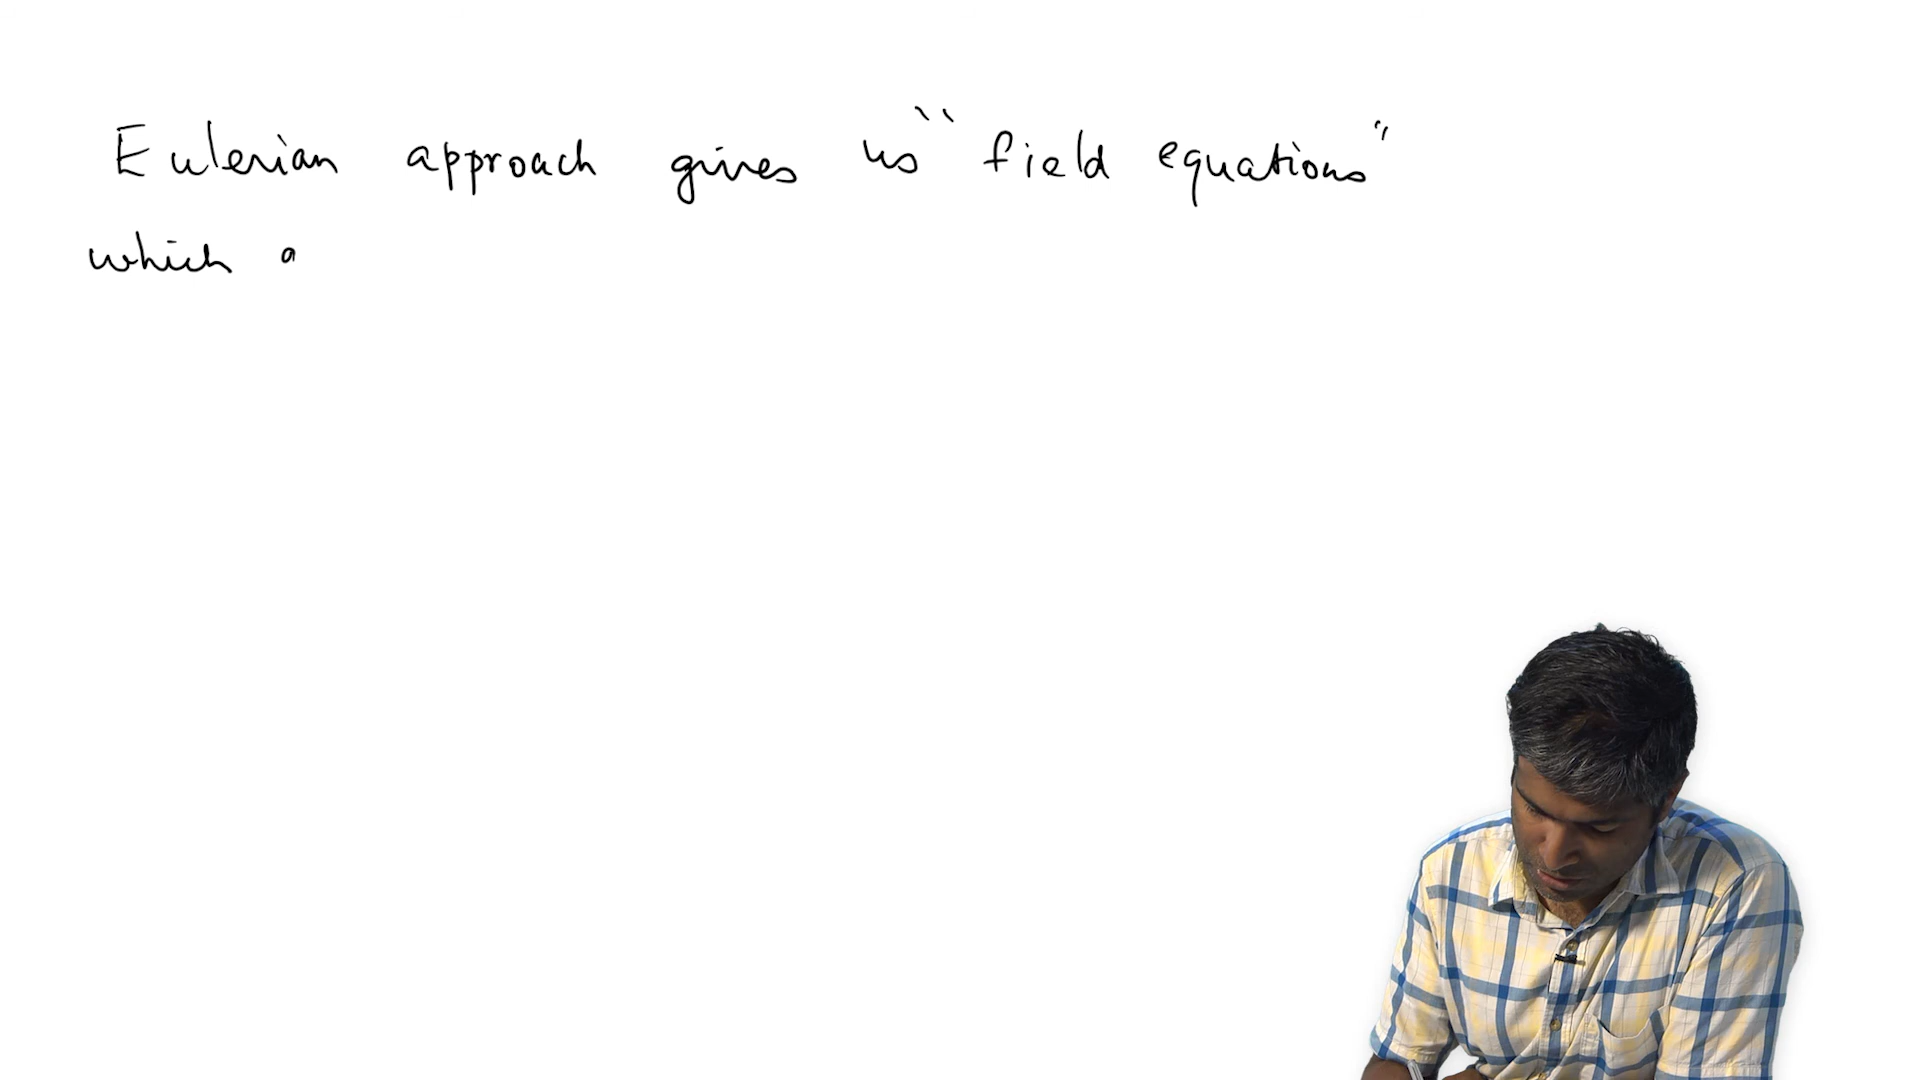 Eulerian approach gives us "field equations"
which a